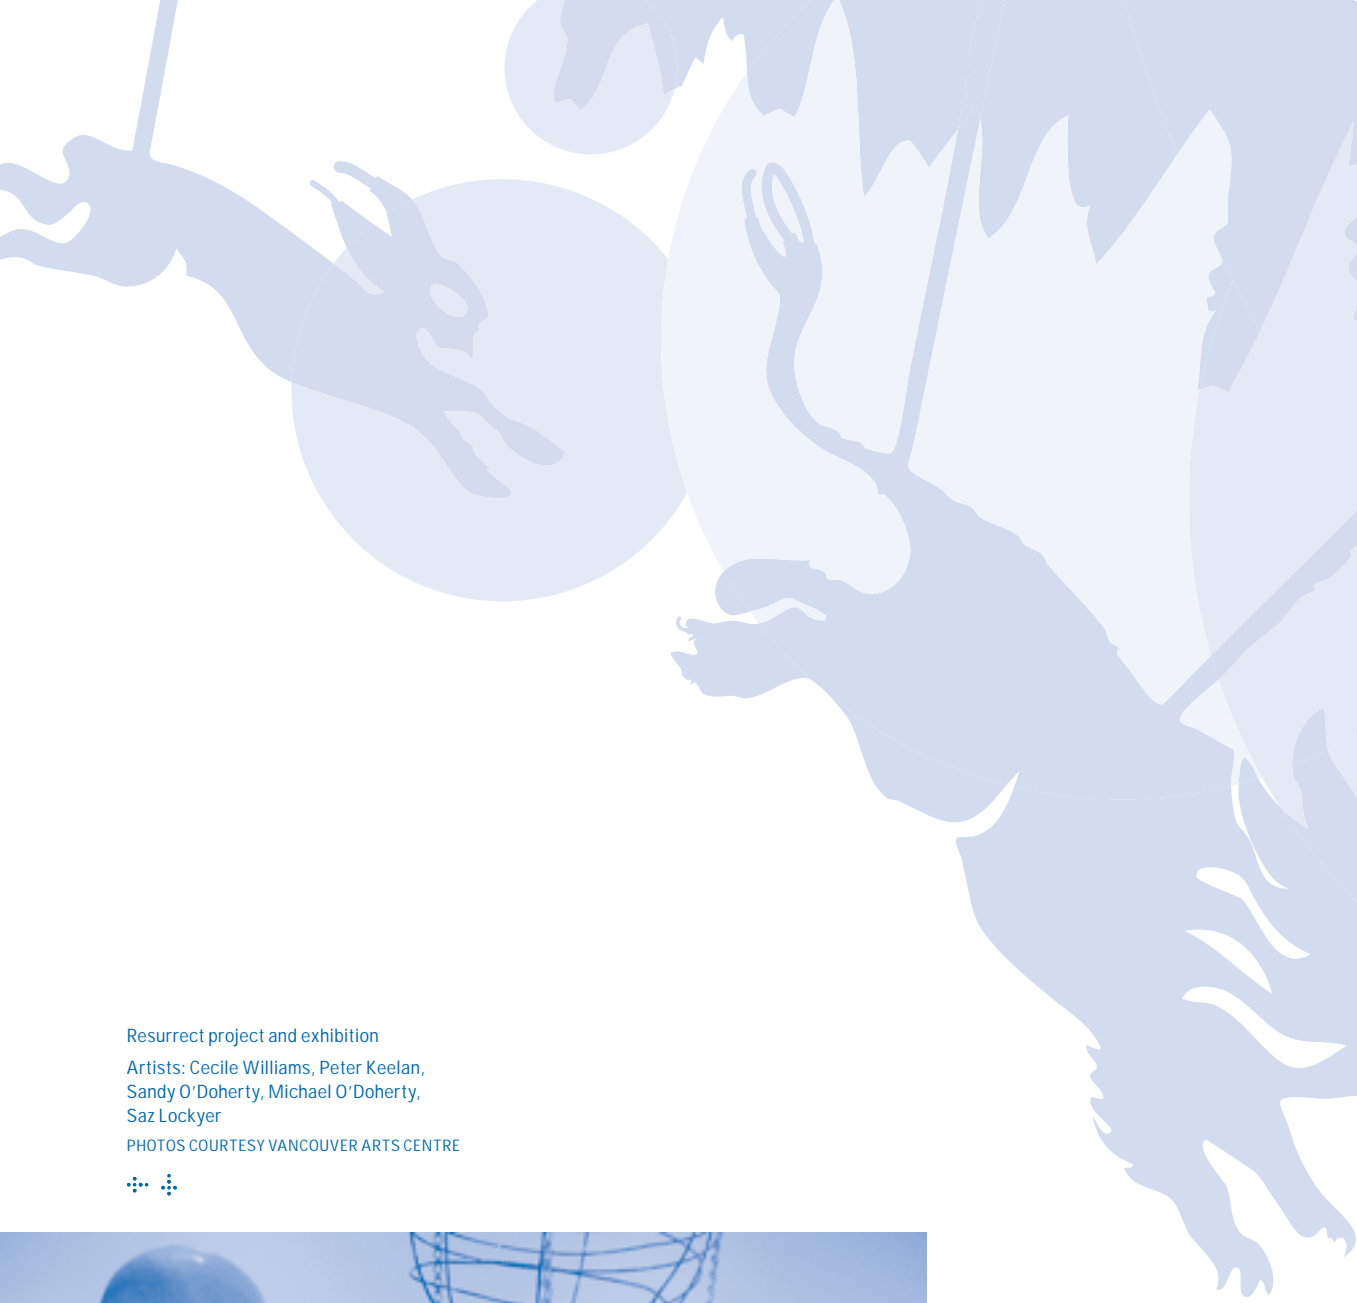 Resurrect project and exhibition
Artists: Cecile Williams, Peter Keelan,
Sandy O’Doherty, Michael O’Doherty,
Saz Lockyer
PHOTOS COURTESY VANCOUVER ARTS CENTRE